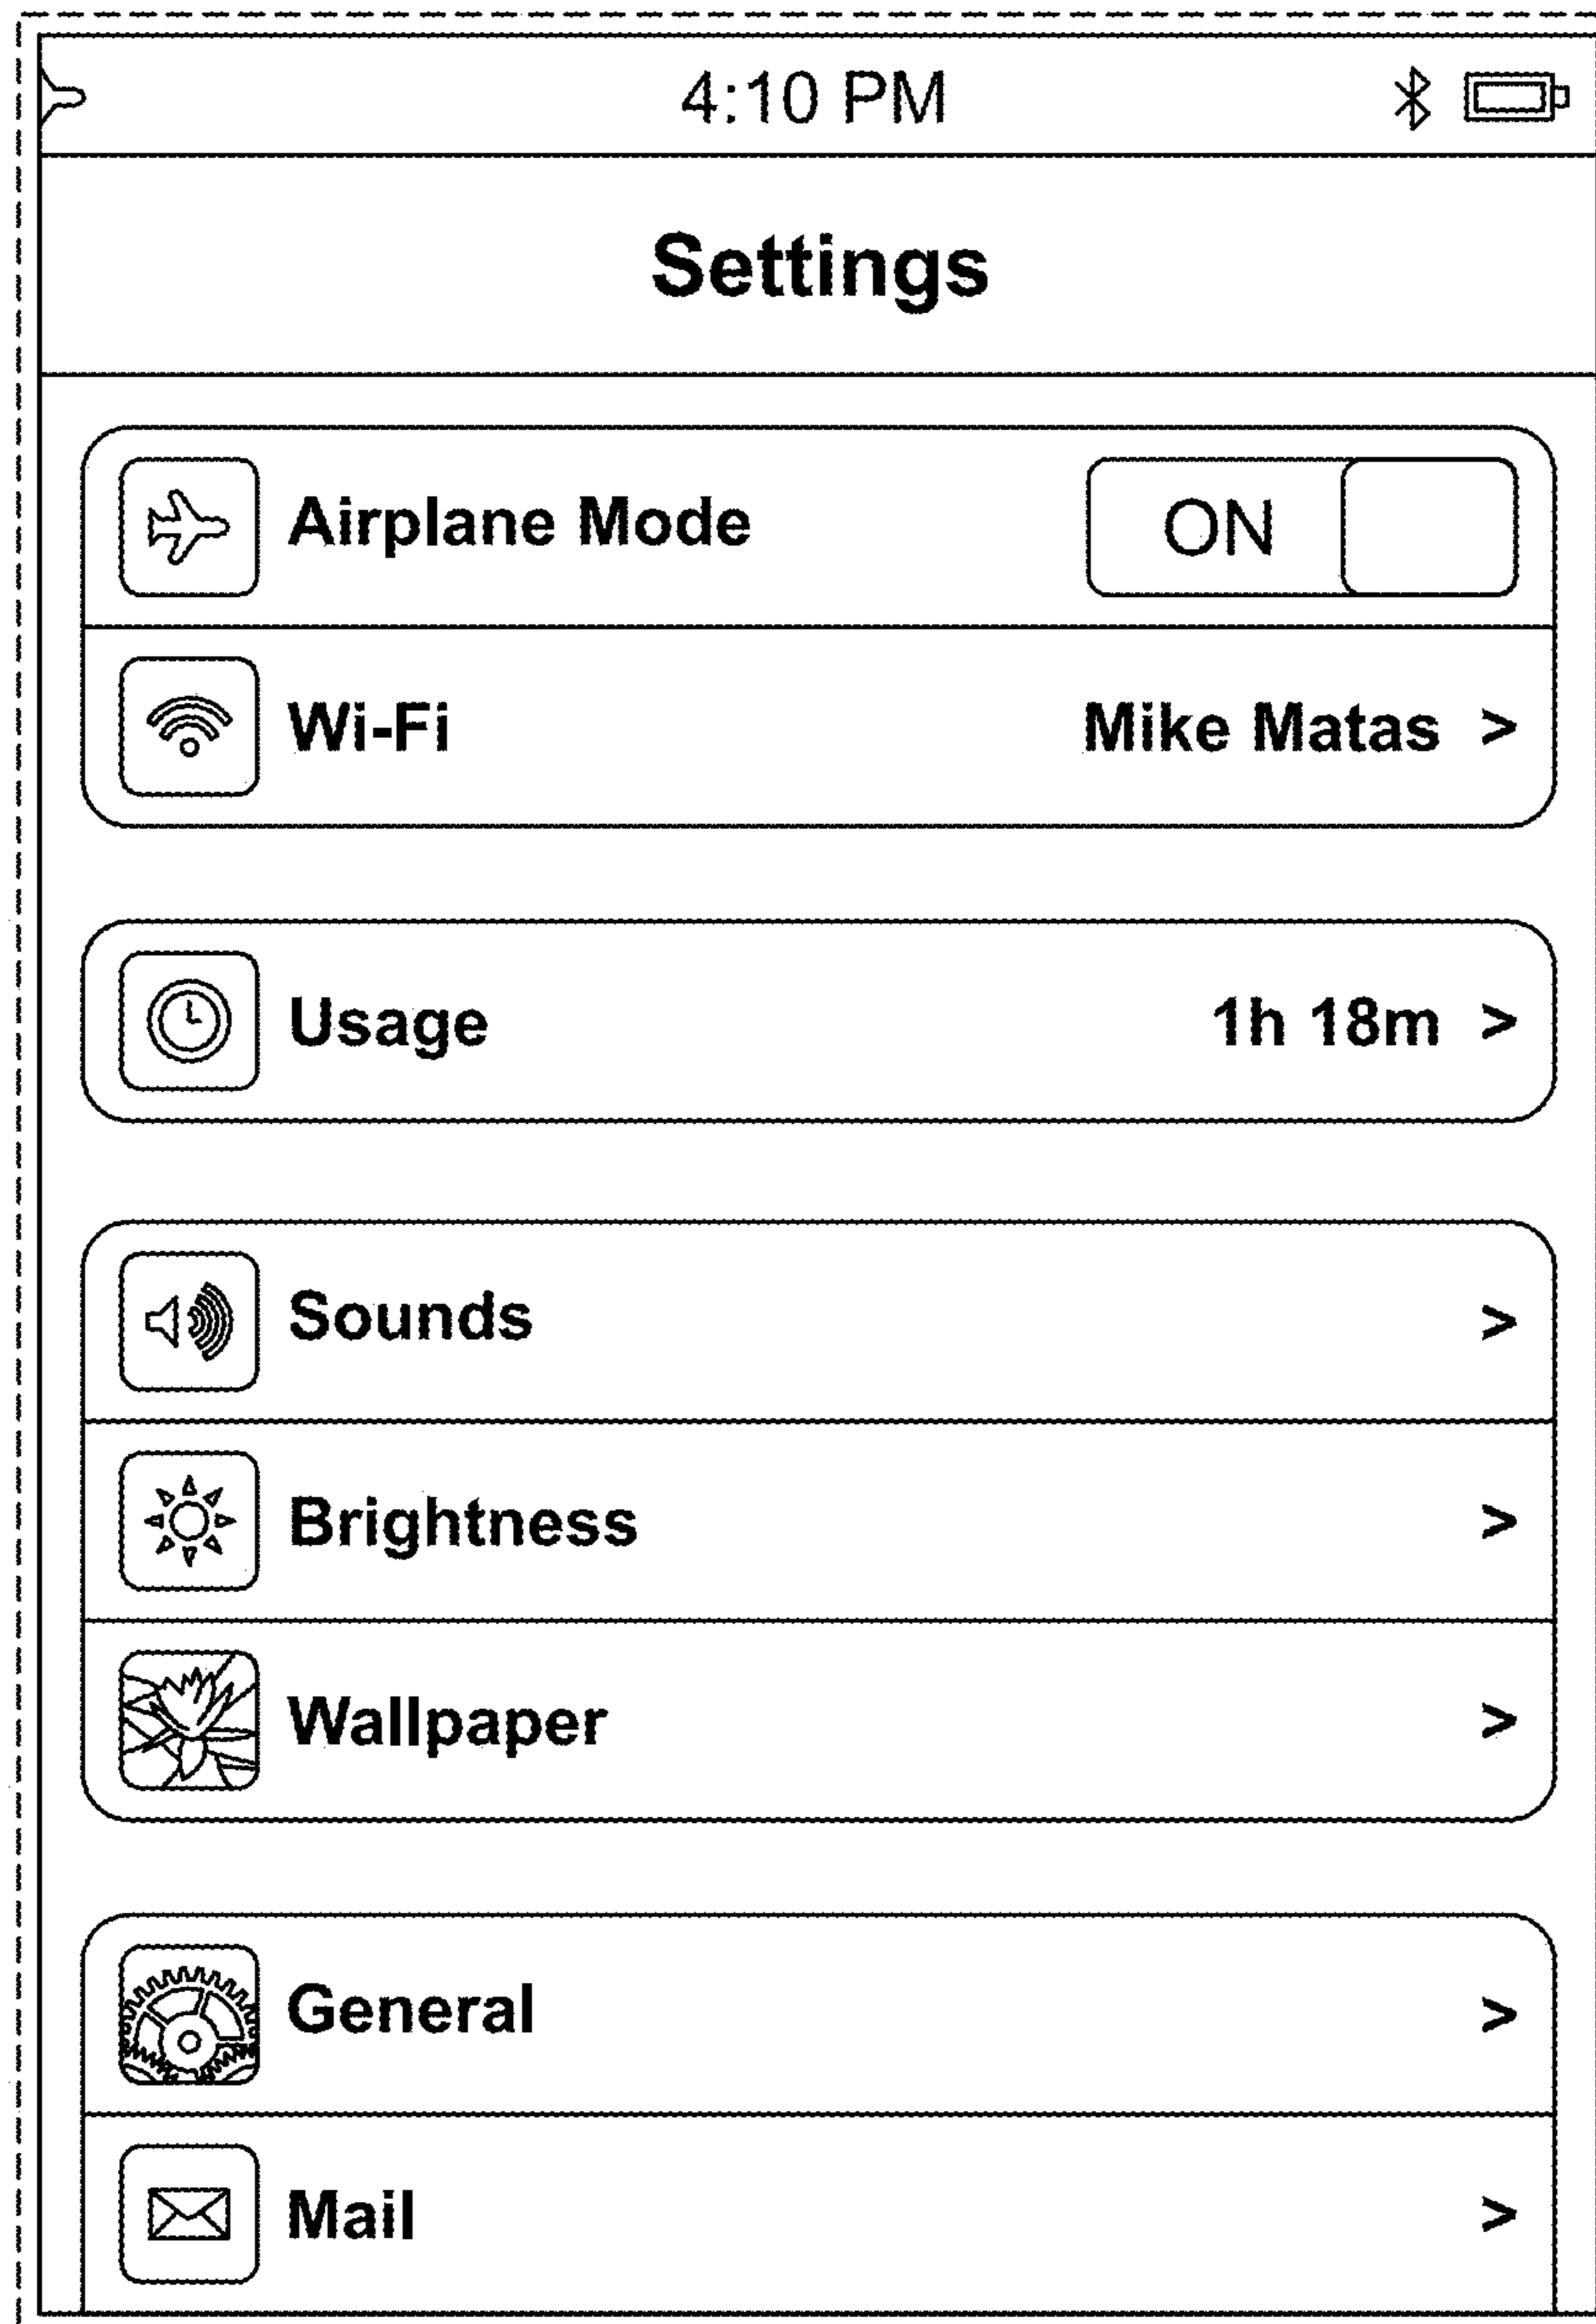 4:10 PM
Settings
Airplane Mode ON
Wi-Fi Mike Matas >
Usage 1h 18m >
Sounds >
Brightness >
Wallpaper >
General >
Mail >